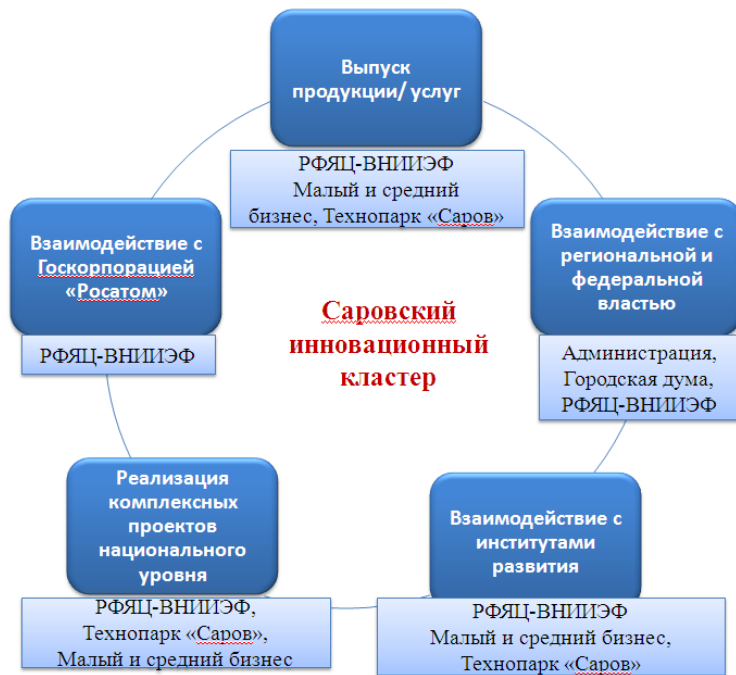 Выпуск
продукции/ услуг
РФЯЦ-ВНИИЭФ
Малый и средний
бизнес, Технопарк «Саров»
Взаимодействие с
Госкорпорацией
«Росатом»
РФЯЦ-ВНИИЭФ
Взаимодействие с
региональной и
федеральной
властью
Администрация,
Городская дума,
РФЯЦ-ВНИИЭФ
Саровский
инновационный
кластер
Реализация
комплексных
проектов
национального
уровня
РФЯЦ-ВНИИЭФ,
Технопарк «Саров»,
Малый и средний бизнес
Взаимодействие с
институтами
развития
РФЯЦ-ВНИИЭФ
Малый и средний бизнес,
Технопарк «Саров»